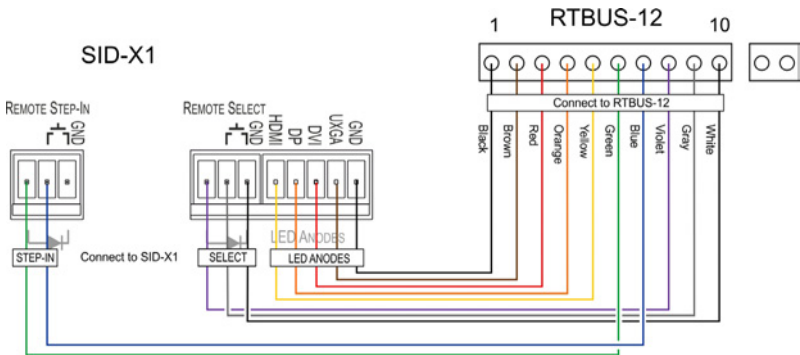 RTBUS-12
1
10
SID-X1
REMOTE STEP-IN
GND
REMOTE SELECT
GND
HDMI
DP
DVI
UXGA
GND
Connect to RTBUS-12
Black
Brown
Red
Orange
Yellow
Green
Blue
Violet
Gray
White
LED ANODES
STEP-IN
Connect to SID-X1
SELECT
LED ANODES